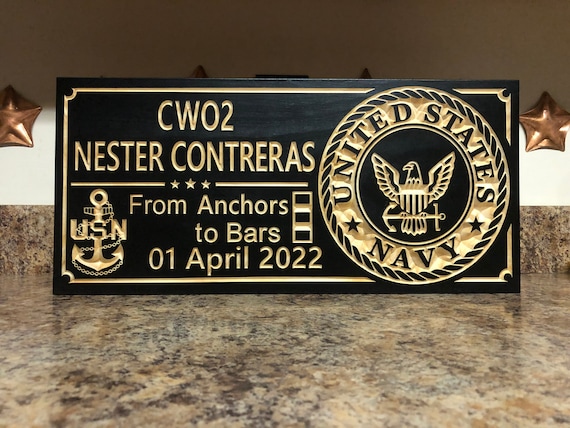 CWO2
NESTER CONTRERAS
USN
From Anchors
to Bars
01 April 2022
UNITED STATES
NAVY